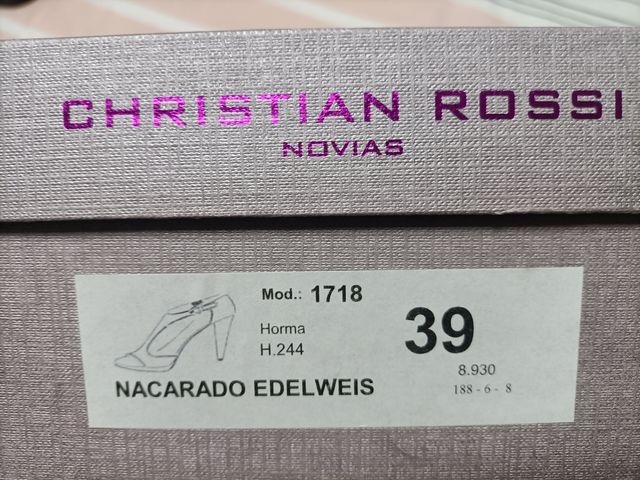 CHRISTIAN ROSSI
NOVIAS
Mod.: 1718
Horma
H.244
39
8.930
188 - 6 - 8
NACARADO EDELWEIS